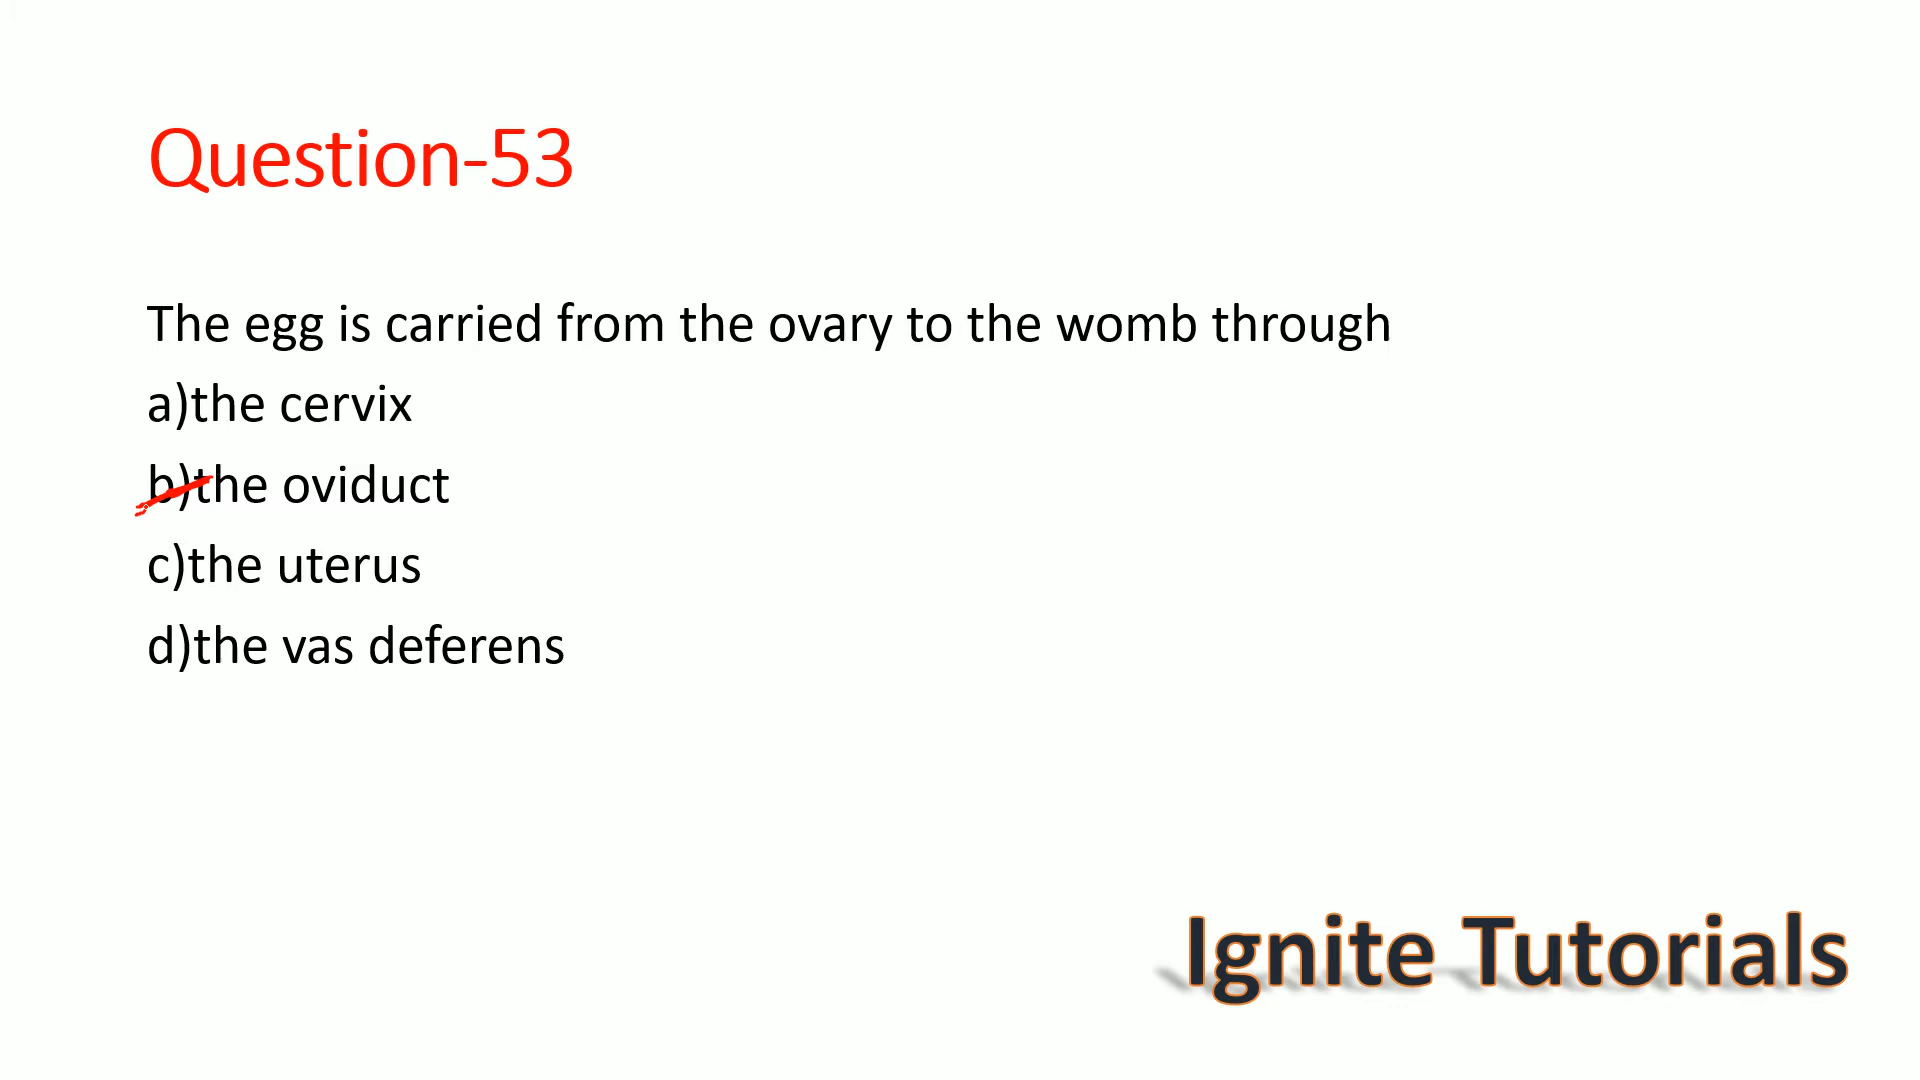 Question-53
The egg is carried from the ovary to the womb through
a)the cervix
b)the oviduct
c)the uterus
d)the vas deferens
Ignite Tutorials